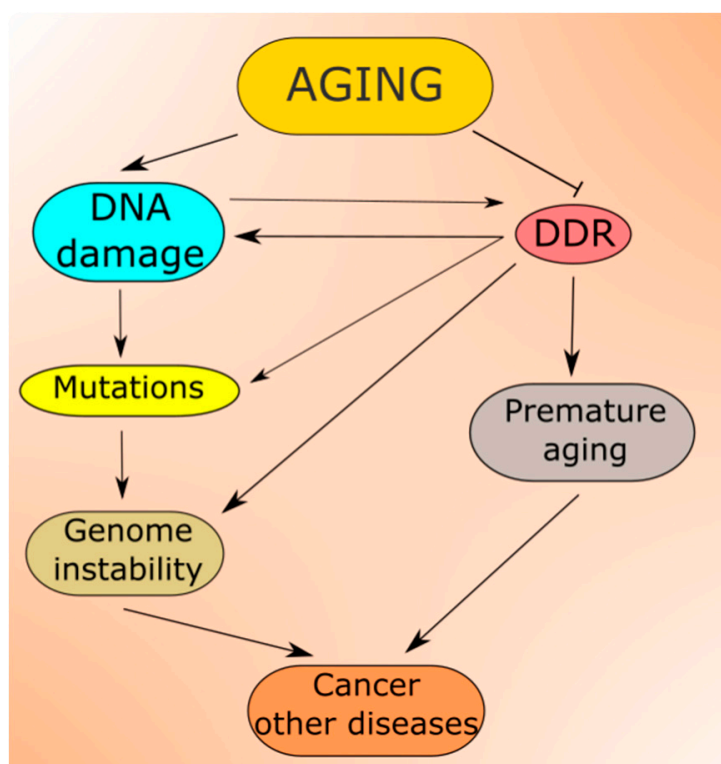 AGING
DNA
damage
DDR
Mutations
Premature
aging
Genome
instability
Cancer
other diseases